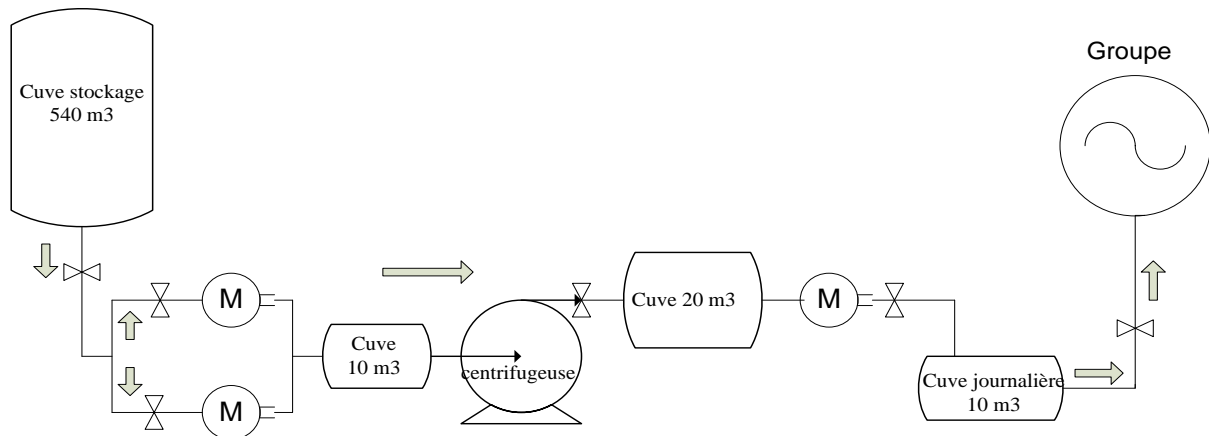 Cuve stockage
540 m3
Groupe
M
M
Cuve
10 m3
centrifugeuse
Cuve 20 m3
M
Cuve journalière
10 m3